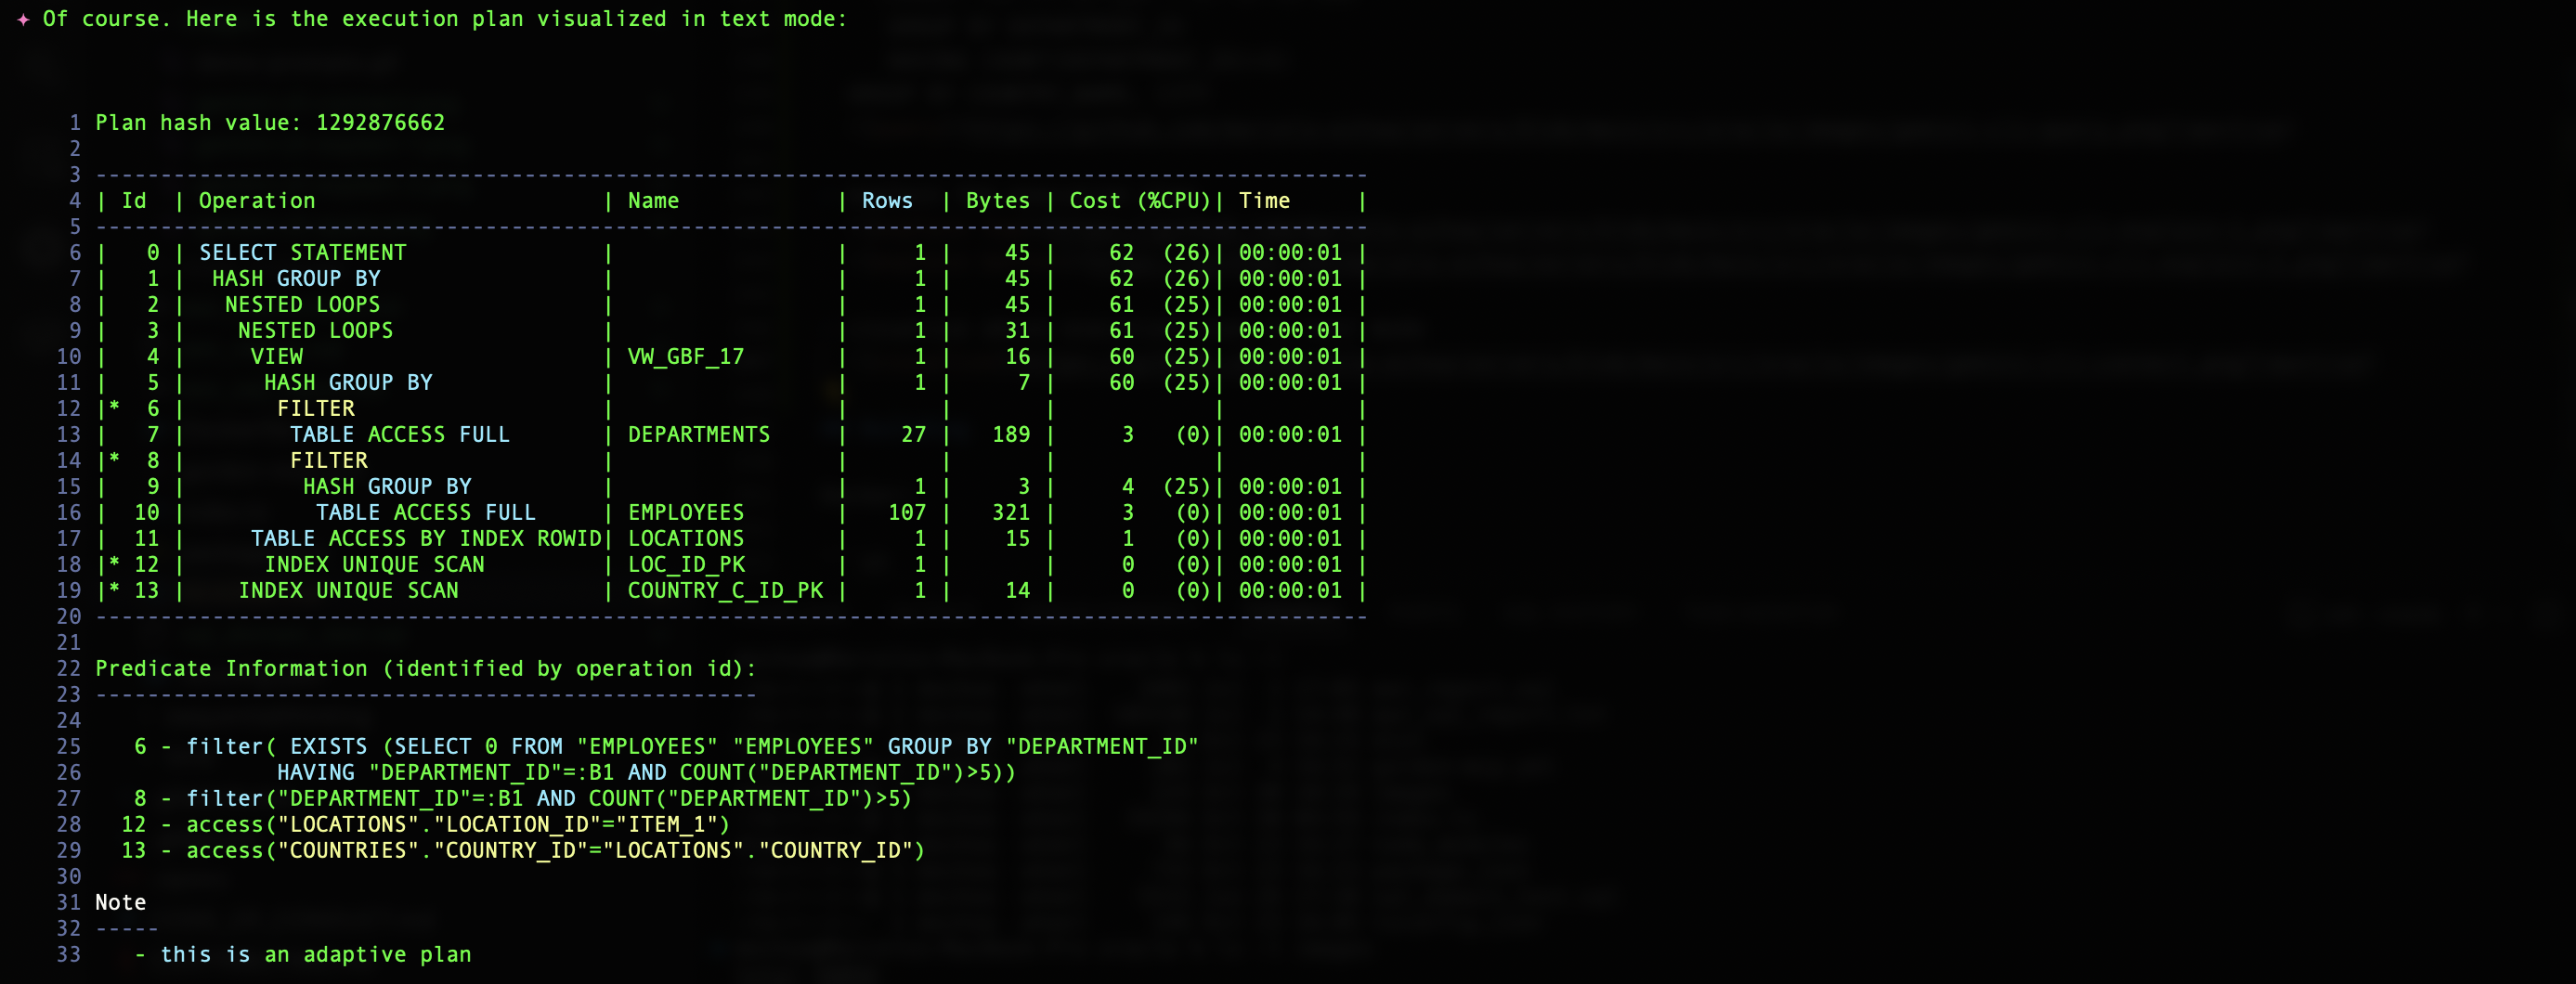 ✦ Of course. Here is the execution plan visualized in text mode:
1 Plan hash value: 1292876662
2
3 --------------------------------------------------------------------------------------------------
4 | Id  | Operation                      | Name              | Rows  | Bytes | Cost (%CPU)| Time     |
5 --------------------------------------------------------------------------------------------------
6 |   0 | SELECT STATEMENT               |                   |     1 |    45 |    62  (26)| 00:00:01 |
7 |   1 |  HASH GROUP BY                 |                   |     1 |    45 |    62  (26)| 00:00:01 |
8 |   2 |   NESTED LOOPS                 |                   |     1 |    45 |    61  (25)| 00:00:01 |
9 |   3 |    NESTED LOOPS                |                   |     1 |    31 |    61  (25)| 00:00:01 |
10 |   4 |     VIEW                       | VW_GBF_17         |     1 |    16 |    60  (25)| 00:00:01 |
11 |   5 |      HASH GROUP BY             |                   |     1 |     7 |    60  (25)| 00:00:01 |
12 |*  6 |       FILTER                   |                   |       |       |            |          |
13 |   7 |        TABLE ACCESS FULL       | DEPARTMENTS       |    27 |   189 |     3   (0)| 00:00:01 |
14 |*  8 |        FILTER                  |                   |       |       |            |          |
15 |   9 |         HASH GROUP BY          |                   |     1 |     3 |     4  (25)| 00:00:01 |
16 |  10 |          TABLE ACCESS FULL     | EMPLOYEES         |   107 |   321 |     3   (0)| 00:00:01 |
17 |  11 |     TABLE ACCESS BY INDEX ROWID| LOCATIONS         |     1 |    15 |     1   (0)| 00:00:01 |
18 |* 12 |      INDEX UNIQUE SCAN         | LOC_ID_PK         |     1 |       |     0   (0)| 00:00:01 |
19 |* 13 |    INDEX UNIQUE SCAN           | COUNTRY_C_ID_PK   |     1 |    14 |     0   (0)| 00:00:01 |
20 --------------------------------------------------------------------------------------------------
21
22 Predicate Information (identified by operation id):
23 ---------------------------------------------------
24
25    6 - filter( EXISTS (SELECT 0 FROM "EMPLOYEES" "EMPLOYEES" GROUP BY "DEPARTMENT_ID"
26               HAVING "DEPARTMENT_ID"=:B1 AND COUNT("DEPARTMENT_ID")>5))
27    8 - filter("DEPARTMENT_ID"=:B1 AND COUNT("DEPARTMENT_ID")>5)
28   12 - access("LOCATIONS"."LOCATION_ID"="ITEM_1")
29   13 - access("COUNTRIES"."COUNTRY_ID"="LOCATIONS"."COUNTRY_ID")
30
31 Note
32 -----
33    - this is an adaptive plan